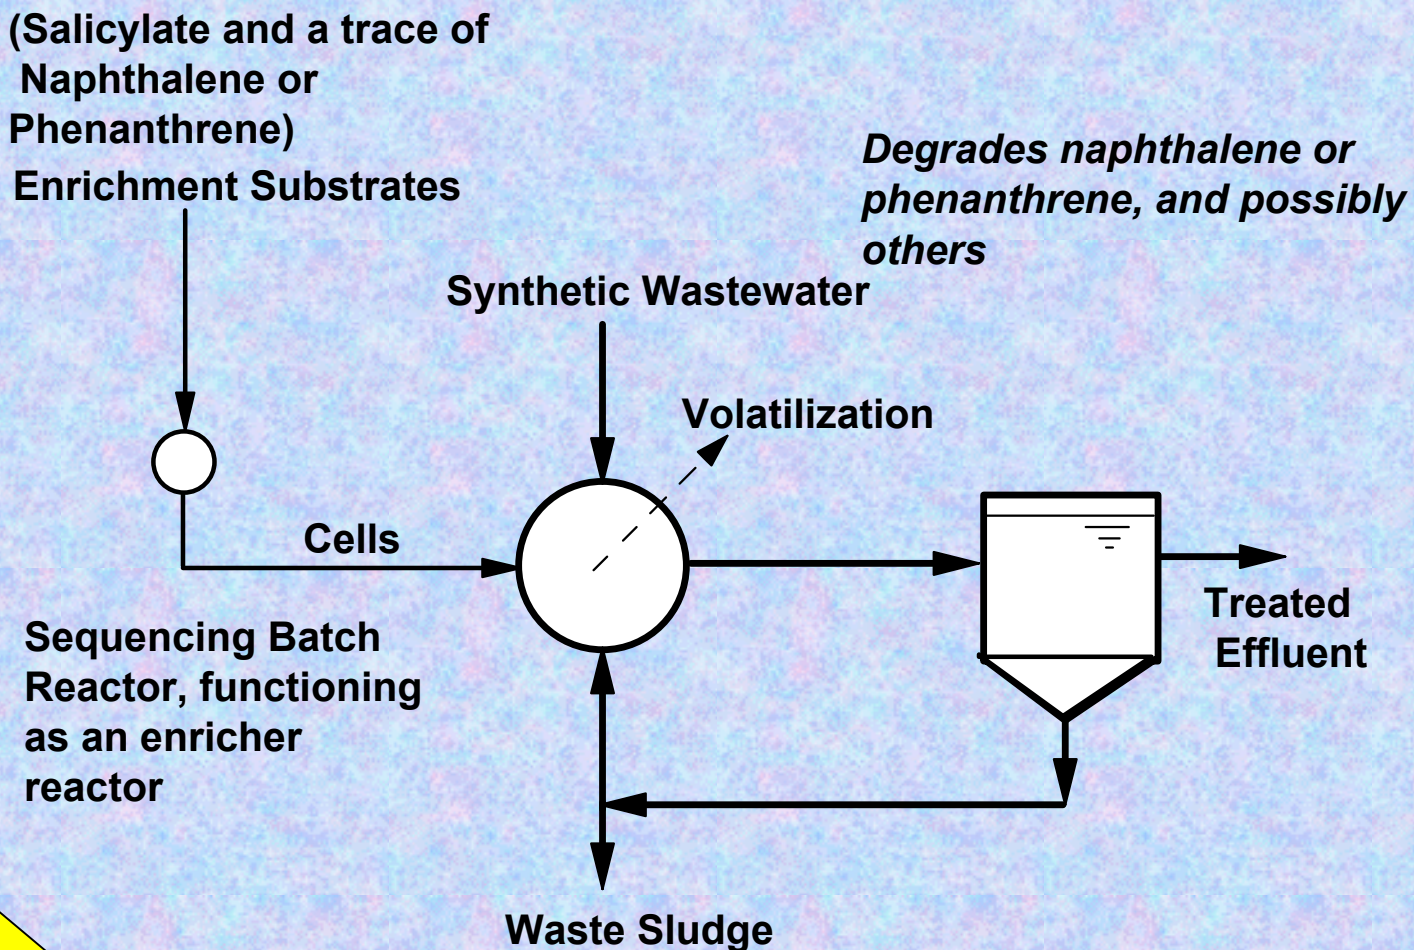 (Salicylate and a trace of
Naphthalene or
Phenanthrene)
Enrichment Substrates
Degrades naphthalene or
phenanthrene, and possibly
others
Synthetic Wastewater
Volatilization
Cells
Sequencing Batch
Reactor, functioning
as an enricher
reactor
Treated
Effluent
Waste Sludge